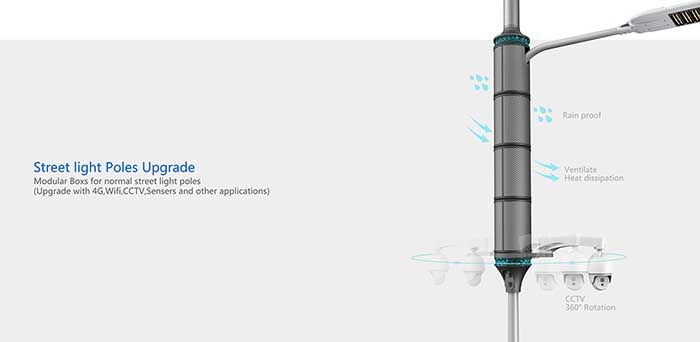 Street light Poles Upgrade
Modular Boxs for normal street light poles
(Upgrade with 4G,Wifi,CCTV,Sensers and other applications)
Rain proof
Ventilate
Heat dissipation
CCTV
360° Rotation